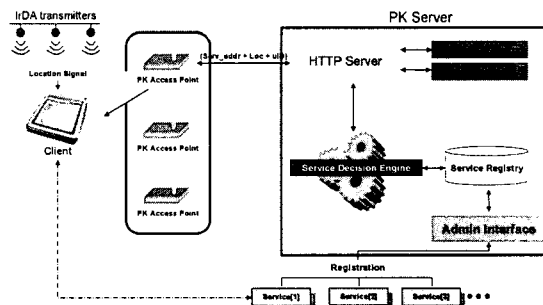 IrDA transmitters
PK Server
Location Signal
Client
PK Access Point
PK Access Point
PK Access Point
(Serv_addr + Loc + uID)
HTTP Server
Service Decision Engine
Service Registry
Admin Interface
Registration
Service[1]
Service[2]
Service[3]